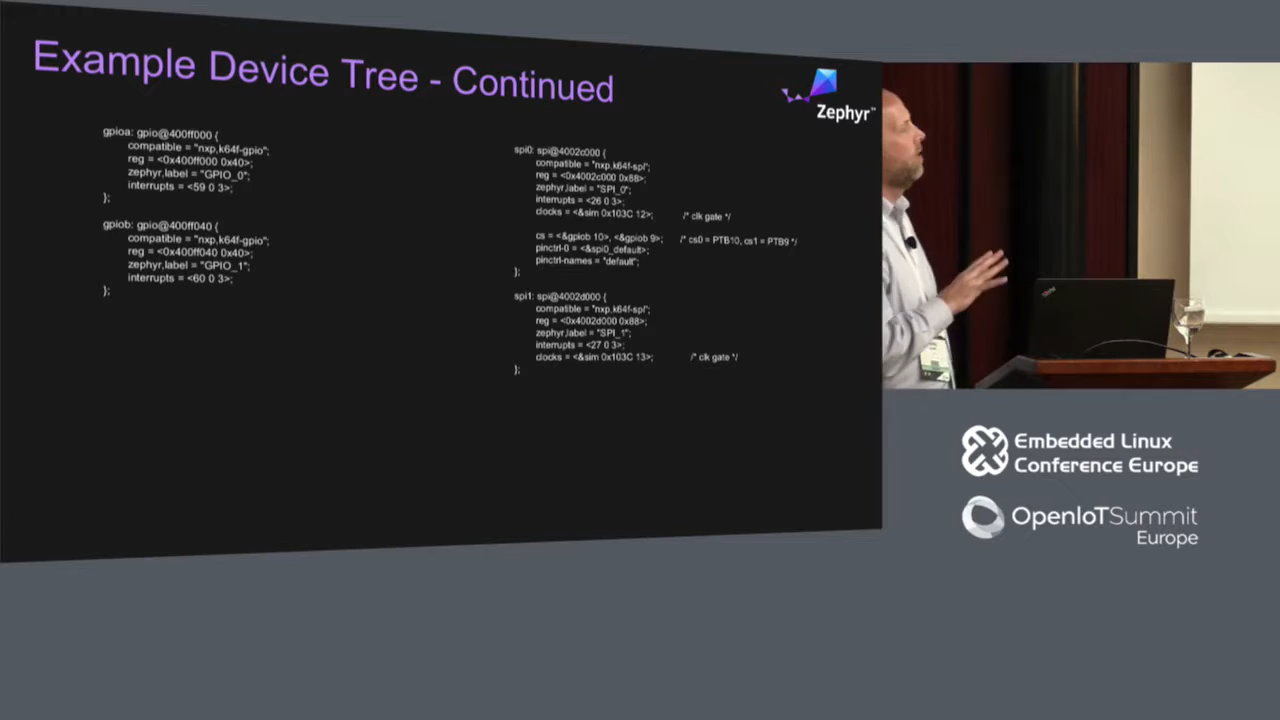 Example Device Tree - Continued
Zephyr™
gpioa: gpio@400ff000 {
compatible = "nxp,k64f-gpio";
reg = <0x400ff000 0x40>;
zephyr,label = "GPIO_0";
interrupts = <59 0 3>;
};
gpiob: gpio@400ff040 {
compatible = "nxp,k64f-gpio";
reg = <0x400ff040 0x40>;
zephyr,label = "GPIO_1";
interrupts = <60 0 3>;
};
spi0: spi@4002c000 {
compatible = "nxp,k64f-spi";
reg = <0x4002c000 0x88>;
zephyr,label = "SPI_0";
interrupts = <26 0 3>;
clocks = <&sim 0x103C 12>; /* clk gate */
cs = <&gpiob 10>, <&gpiob 9>; /* cs0 = PTB10, cs1 = PTB9 */
pinctrl-0 = <&spi0_default>;
pinctrl-names = "default";
};
spi1: spi@4002d000 {
compatible = "nxp,k64f-spi";
reg = <0x4002d000 0x88>;
zephyr,label = "SPI_1";
interrupts = <27 0 3>;
clocks = <&sim 0x103C 13>; /* clk gate */
};
Embedded Linux
Conference Europe
OpenIoTSummit
Europe